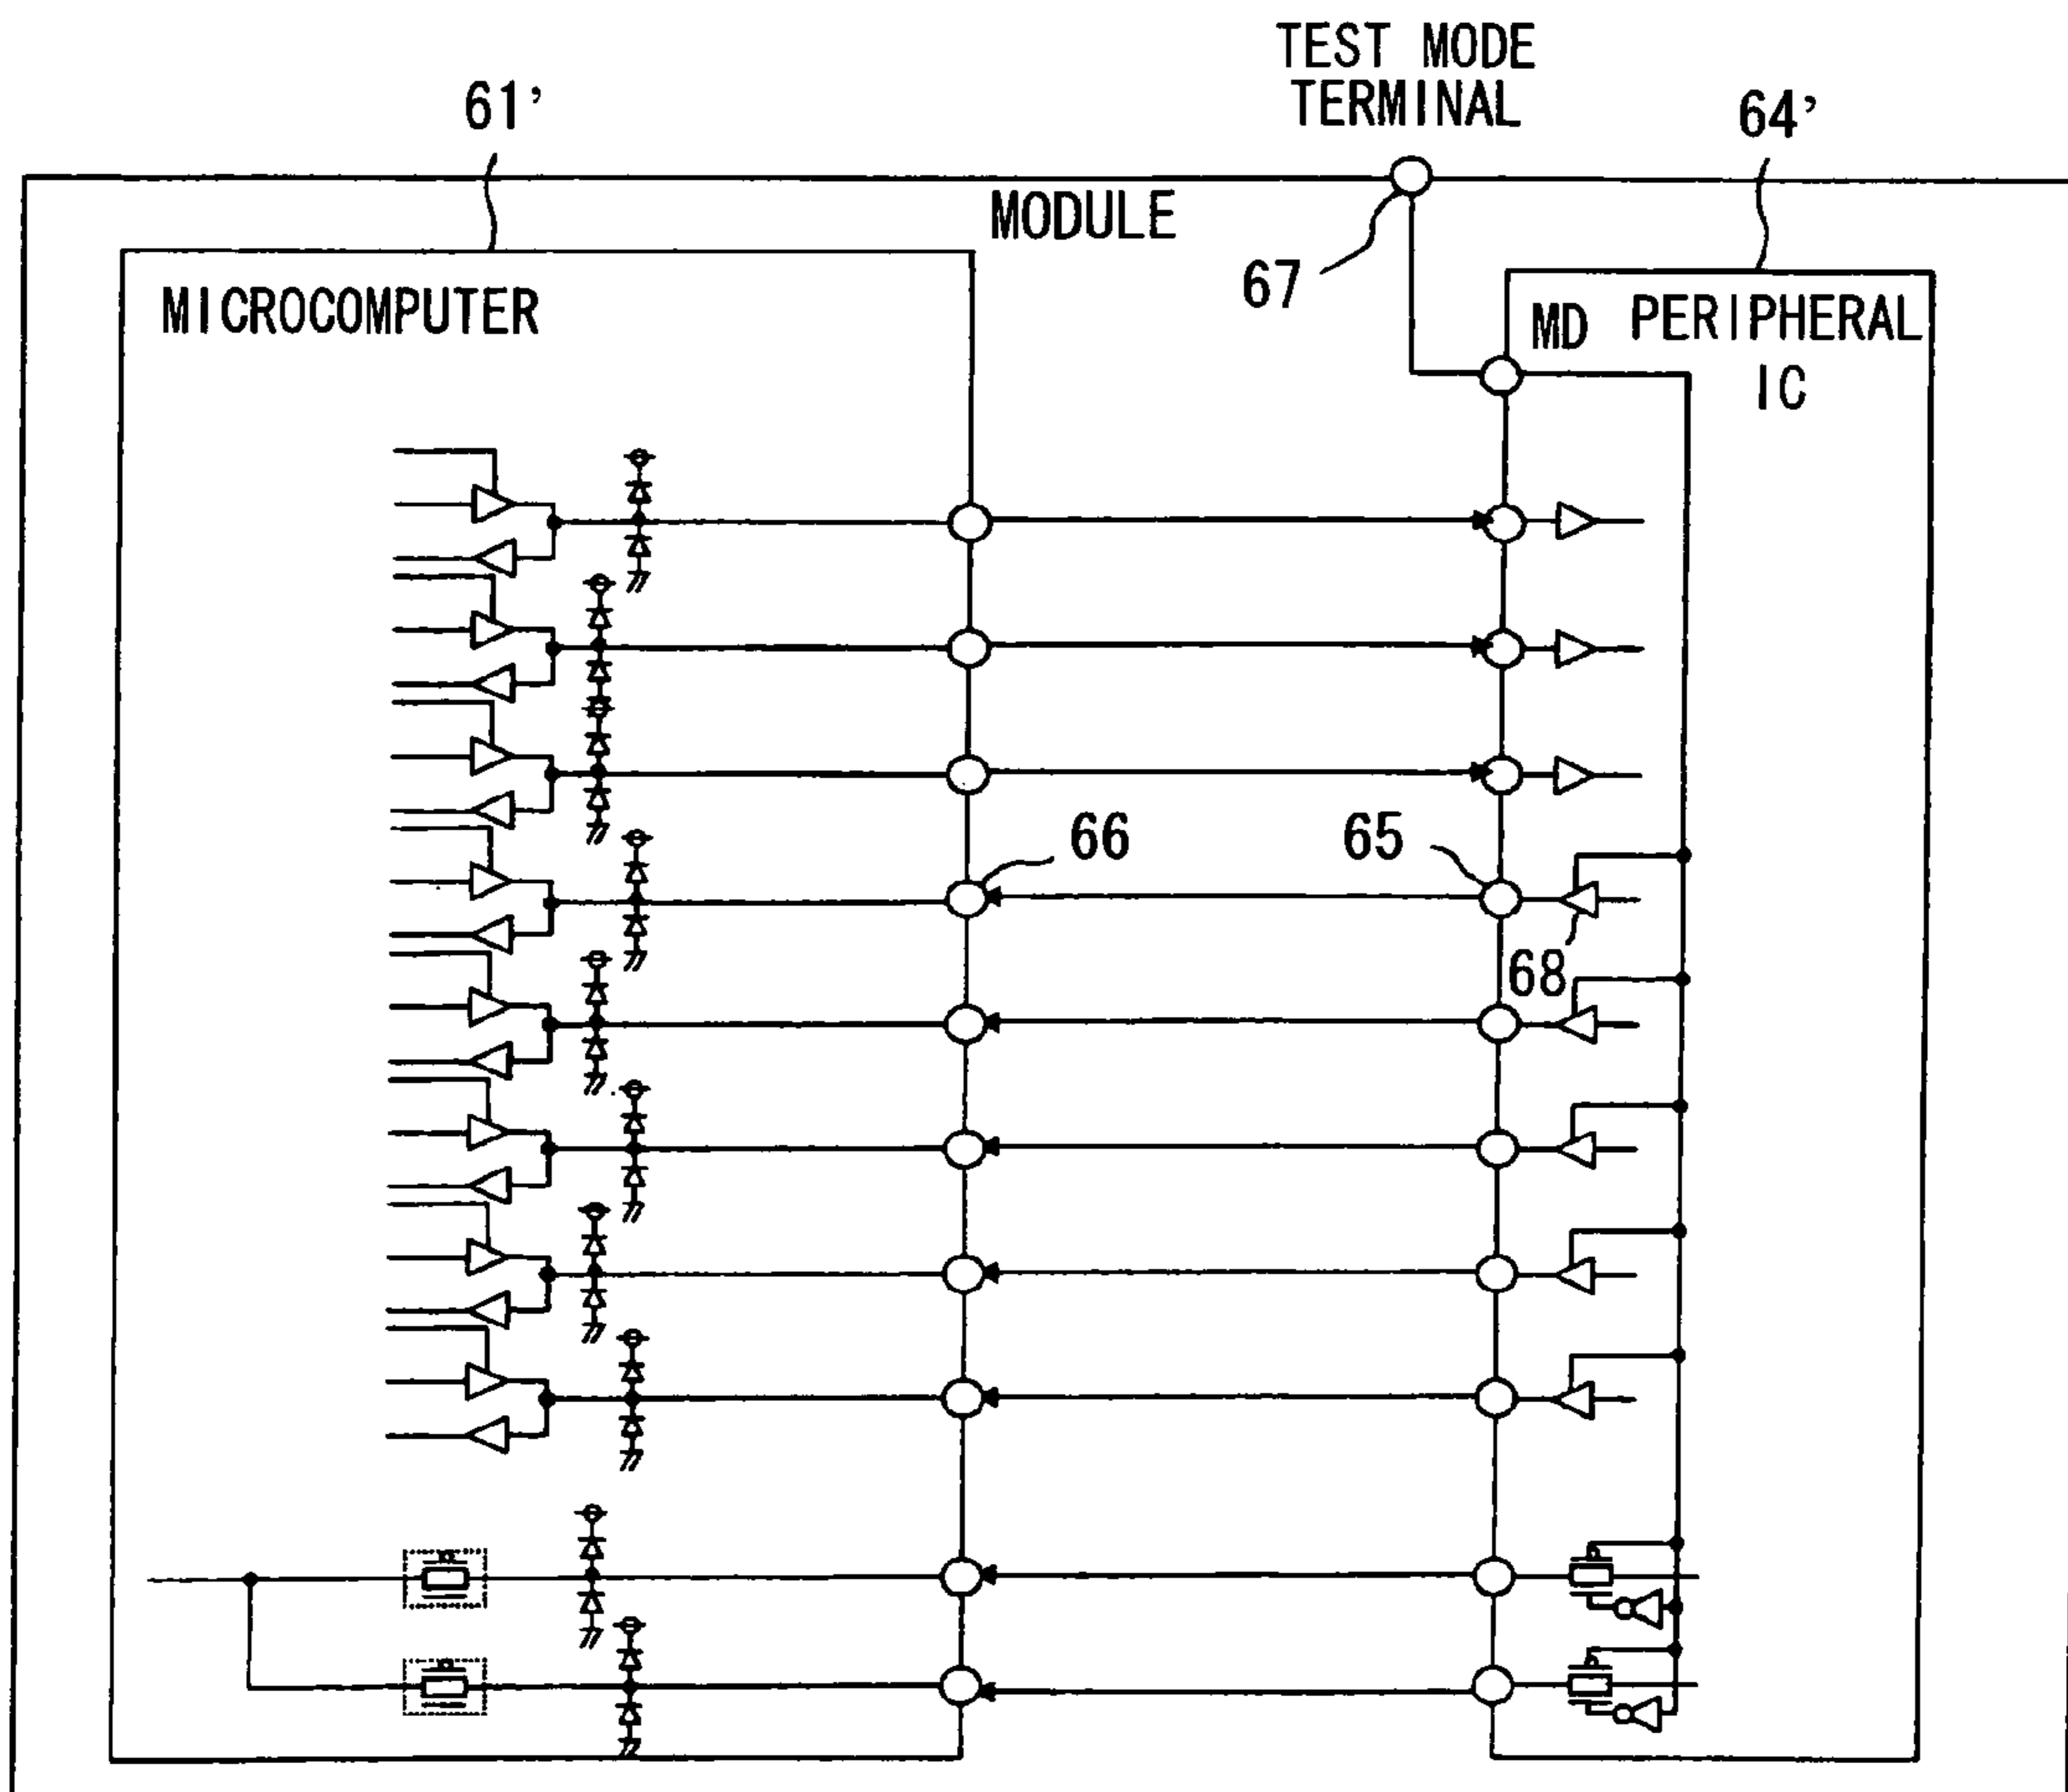 TEST MODE
TERMINAL
61'
64'
MODULE
67
MICROCOMPUTER
MD
PERIPHERAL
IC
66
65
68